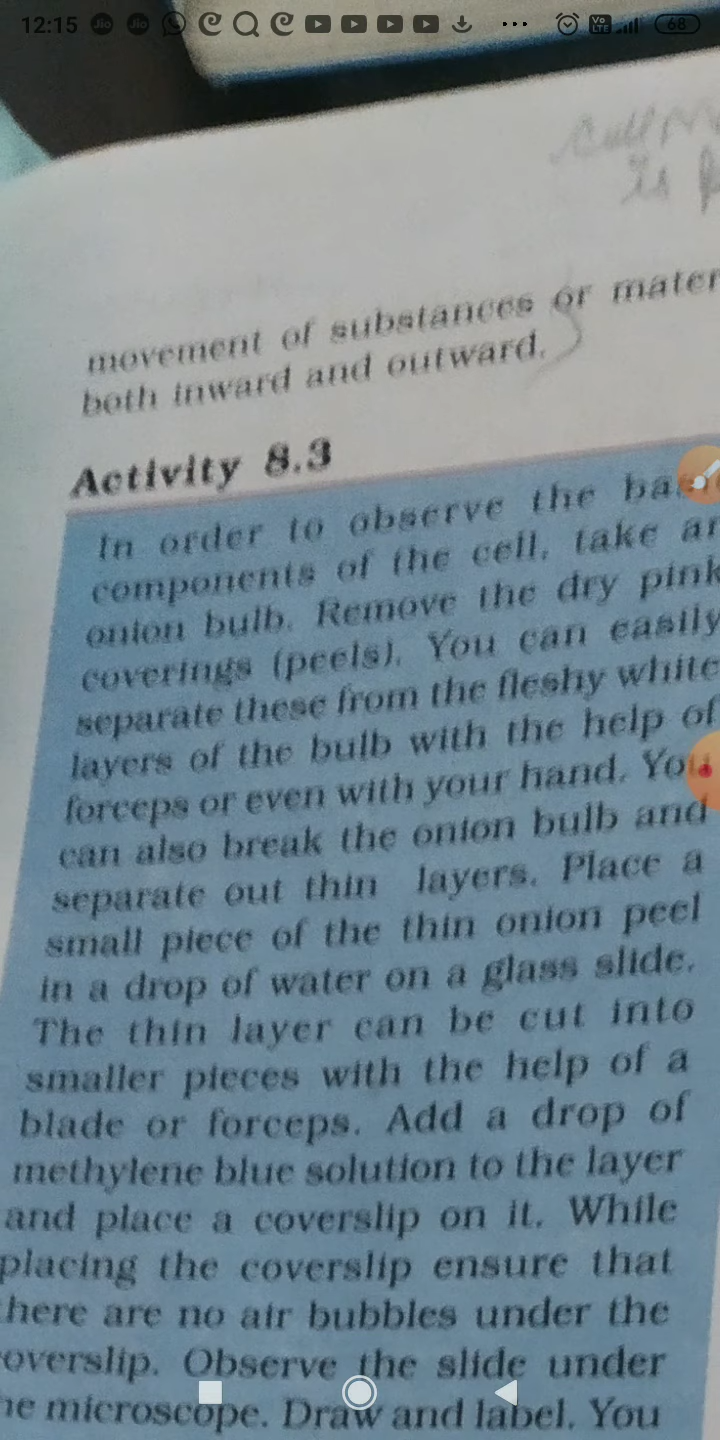 12:15
68
movement of substances or mater
both inward and outward.
Activity 8.3
In order to observe the
components of the cell, take
onion bulb. Remove the dry pink
coverings (peels). You can easily
separate these from the fleshy white
layers of the bulb with the help of
forceps or even with your hand. You
can also break the onion bulb and
separate out thin layers. Place a
small piece of the thin onion peel
in a drop of water on a glass slide.
The thin layer can be cut into
smaller pieces with the help of a
blade or forceps. Add a drop of
methylene blue solution to the layer
and place a coverslip on it. While
placing the coverslip ensure that
here are no air bubbles under the
overslip. Observe the slide under
he microscope. Draw and label. You